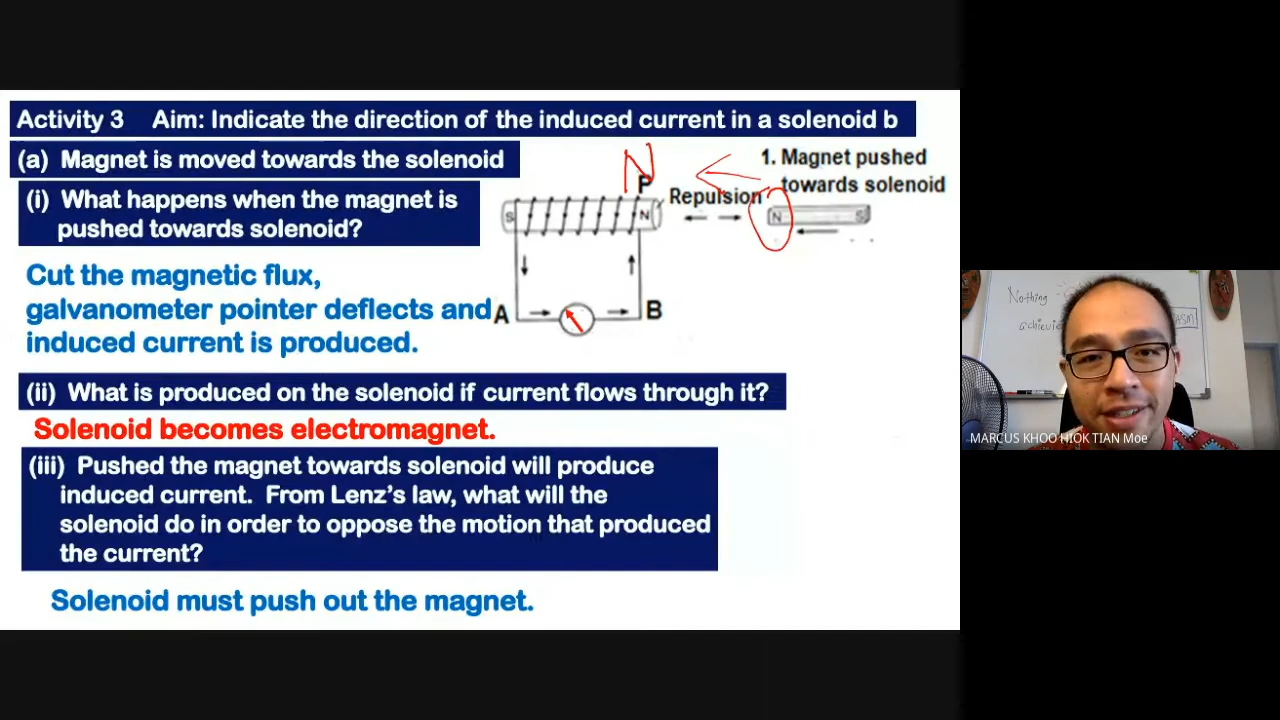 Activity 3 Aim: Indicate the direction of the induced current in a solenoid b
(a) Magnet is moved towards the solenoid
(i) What happens when the magnet is
pushed towards solenoid?
N
P
Repulsion
1. Magnet pushed
towards solenoid
S
N
N
S
A
B
Cut the magnetic flux,
galvanometer pointer deflects and
induced current is produced.
(ii) What is produced on the solenoid if current flows through it?
Solenoid becomes electromagnet.
(iii) Pushed the magnet towards solenoid will produce
induced current. From Lenz's law, what will the
solenoid do in order to oppose the motion that produced
the current?
Solenoid must push out the magnet.
Nothing
MARCUS KHOO HIOK TIAN Moe